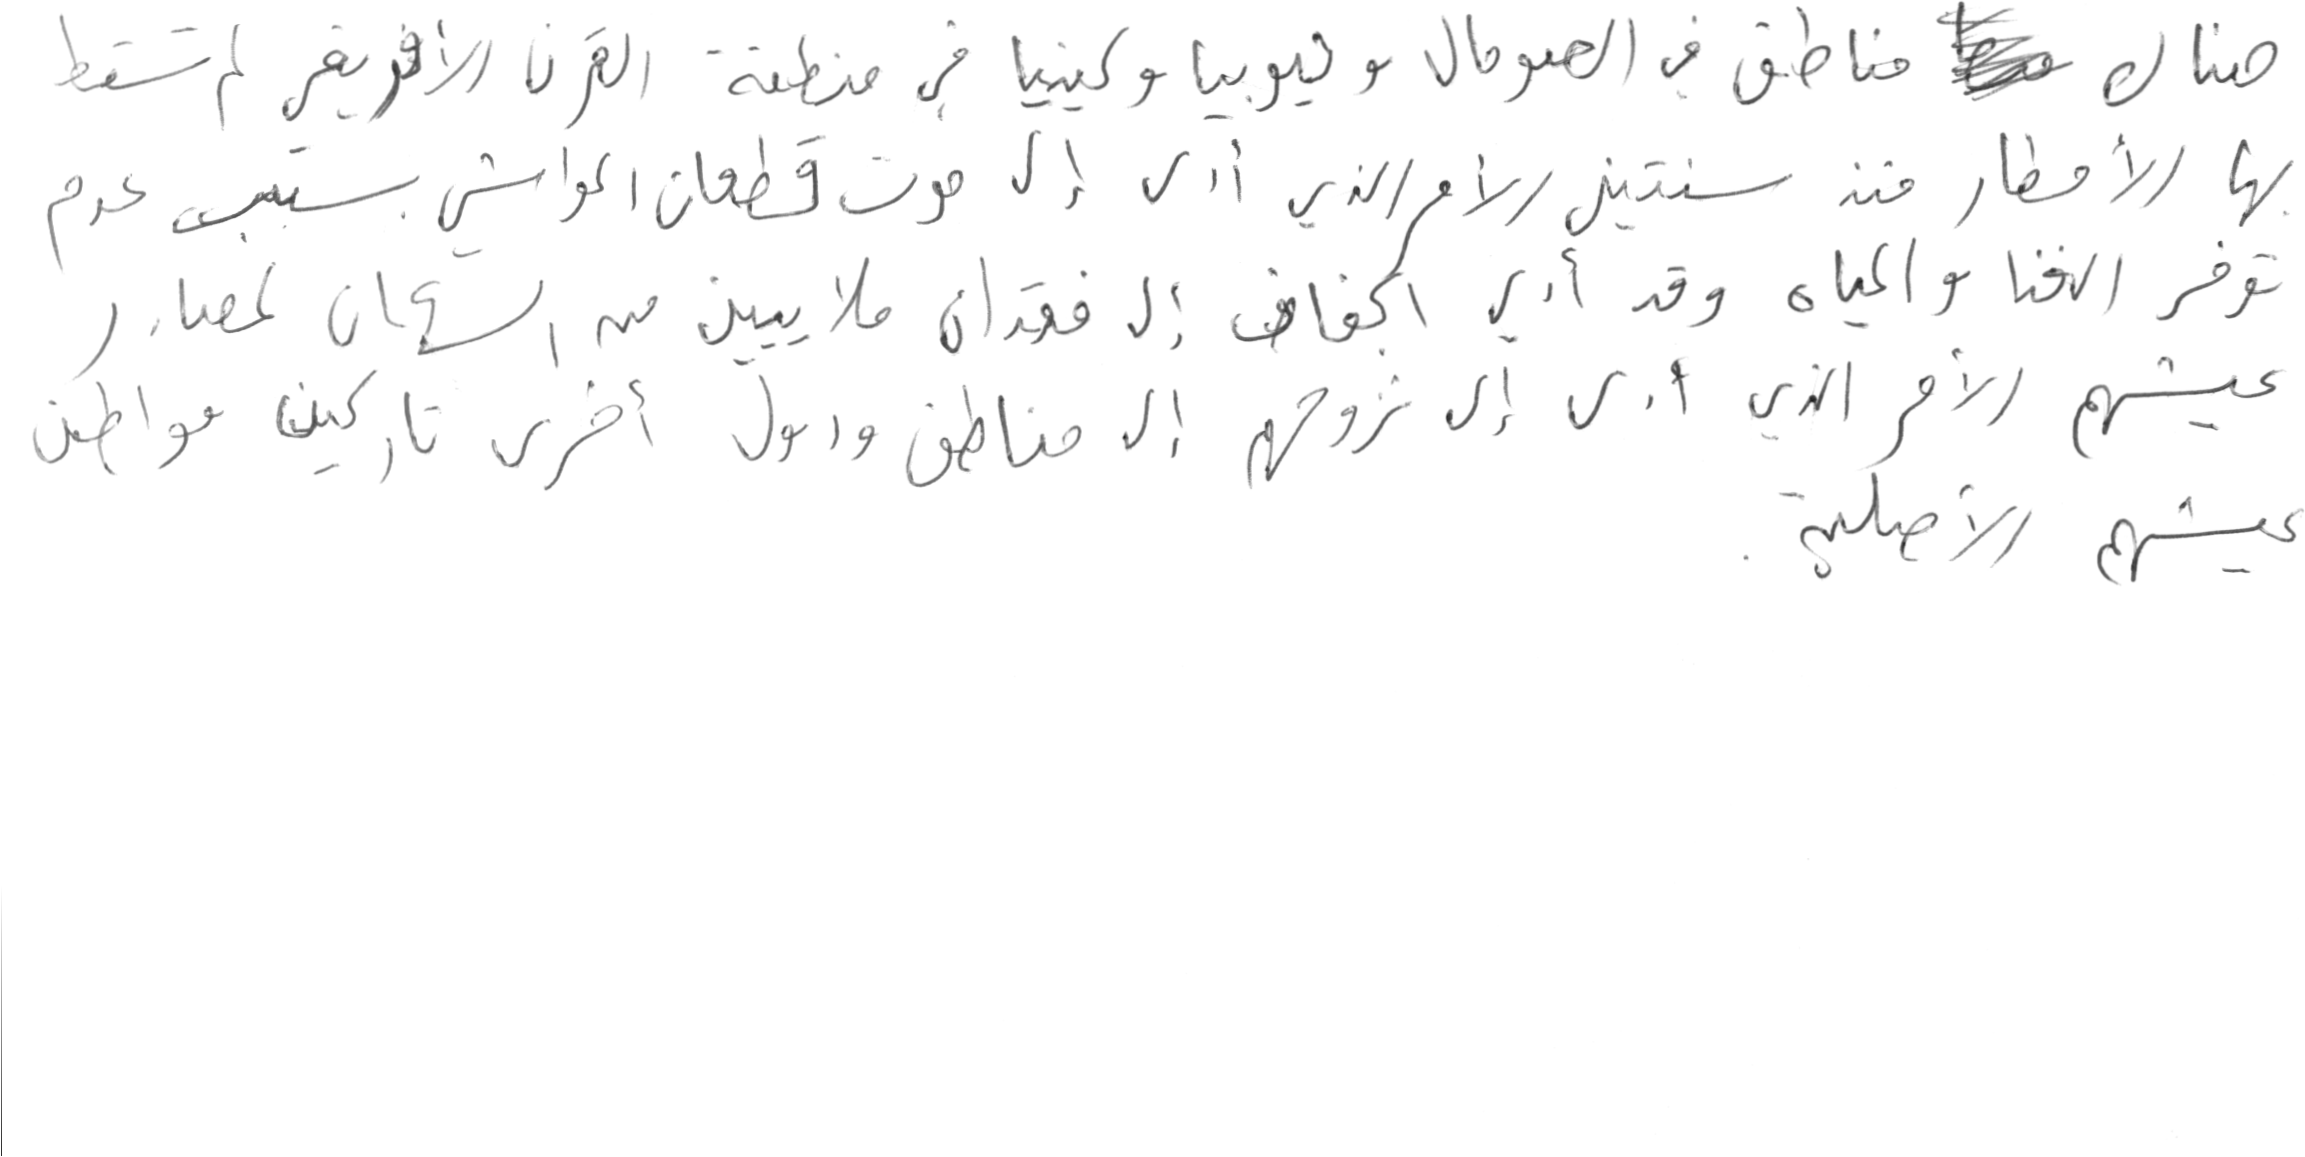 هناك مناطق في الصومال و ثيوبيا وكينيا في منطقة القرن الأفريقي لم تسقط
بها الأمطار منذ سنتين الأمر الذي أدى إلى موت قطعان المواشي بسبب عدم
توفر الغذا والمياه وقد أدى الجفاف إلى فقدان ملايين من السكان لمصادر
عيشهم الأمر الذي أدى إلى نزوحهم إلى مناطق ودول أخرى تاركين مواطن
عيشهم الأصلية .